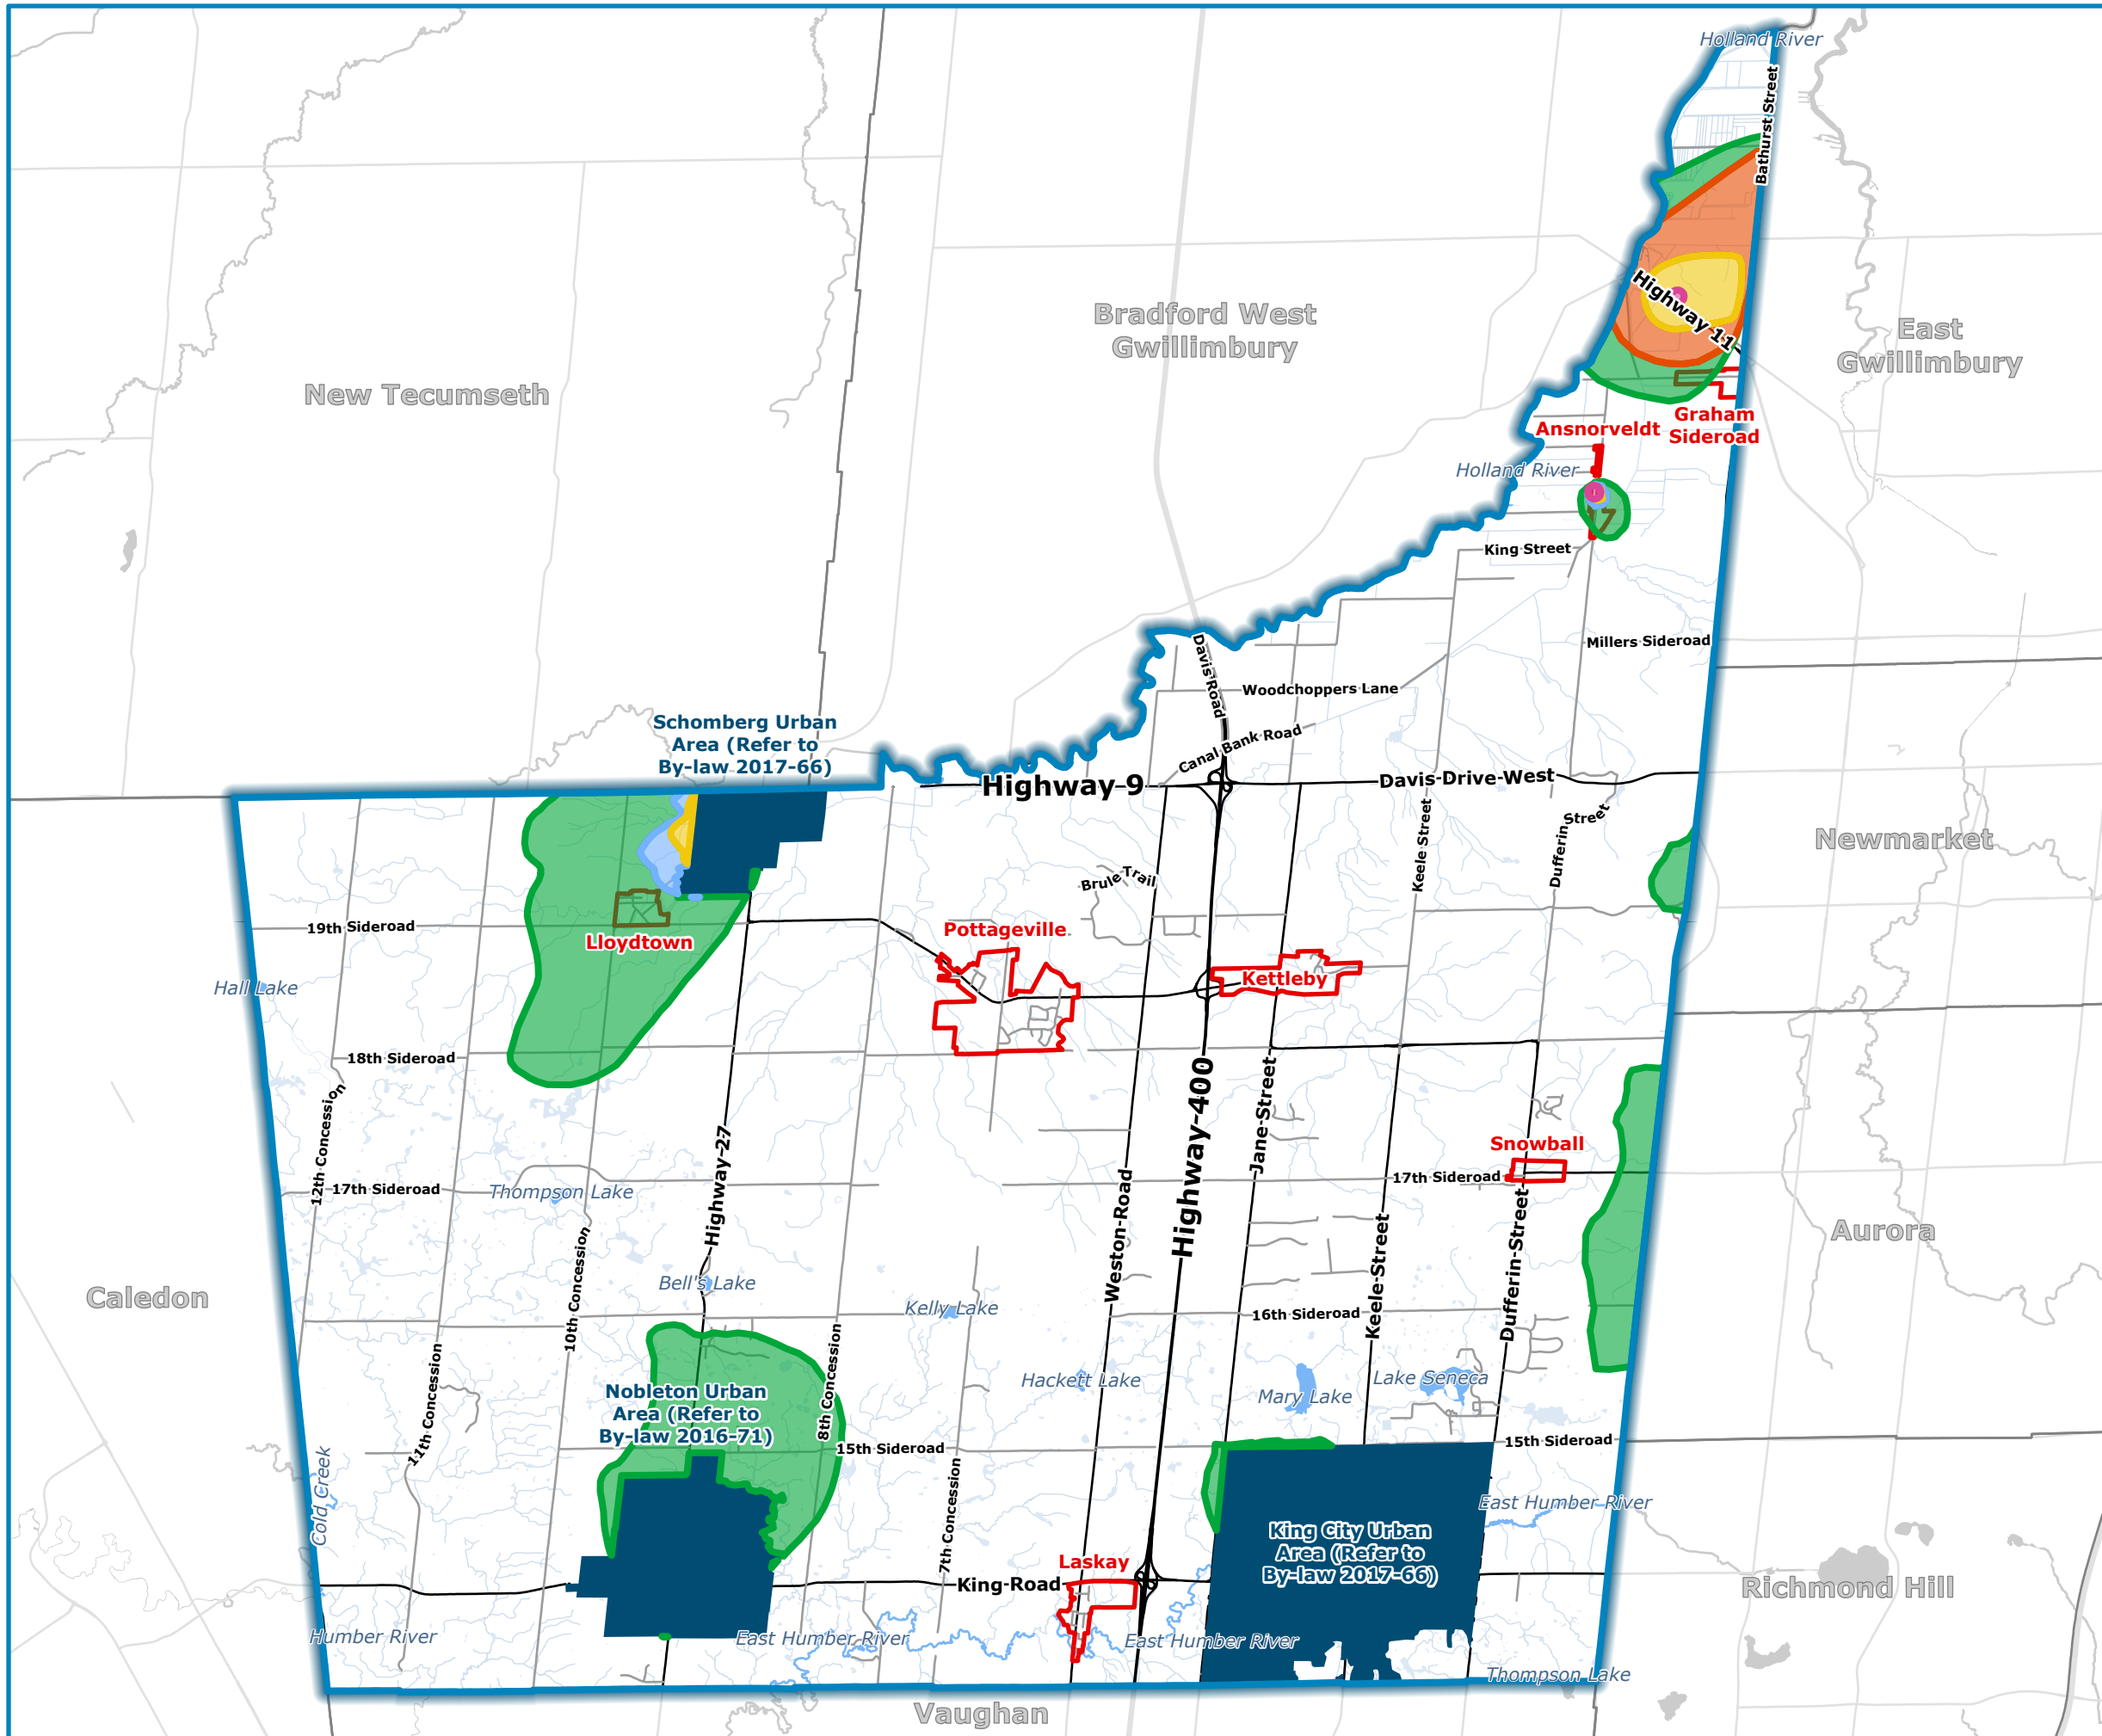 Holland River
Bathurst Street
Bradford West
Gwillimbury
East
Gwillimbury
Highway 11
New Tecumseth
Graham
Sideroad
Ansnorveldt
Holland River
King Street
Millers Sideroad
Davis Road
Woodchoppers Lane
Schomberg Urban
Area (Refer to
By-law 2017-66)
Canal Bank Road
Highway 9
Davis Drive West
Keele Street
Dufferin Street
Newmarket
Brule Trail
19th Sideroad
Lloydtown
Pottageville
Kettleby
Hall Lake
18th Sideroad
12th Concession
Highway 27
Highway 400
Jane Street
Snowball
17th Sideroad
Thompson Lake
17th Sideroad
Weston Road
Keele Street
Dufferin Street
Aurora
10th Concession
Bell's Lake
Caledon
Kelly Lake
16th Sideroad
11th Concession
8th Concession
Hackett Lake
Mary Lake
Lake Seneca
Nobleton Urban
Area (Refer to
By-law 2016-71)
15th Sideroad
15th Sideroad
Cold Creek
7th Concession
East Humber River
King City Urban
Area (Refer to
By-law 2017-66)
Laskay
King Road
Richmond Hill
Humber River
East Humber River
East Humber River
Thompson Lake
Vaughan